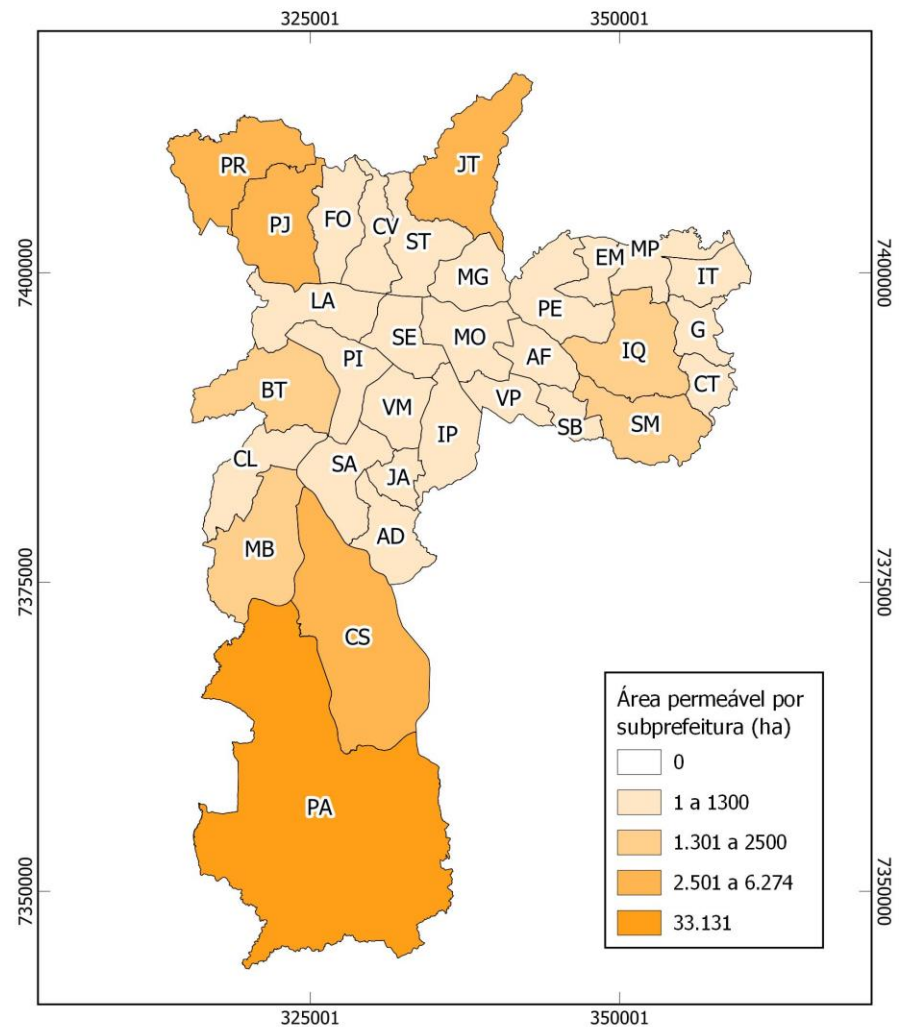 325001 350001
PR
JT
PJ
FO
CV
ST
EM
MP
IT
MG
7400000
7400000
LA
PE
SE
MO
G
PI
AF
IQ
BT
CT
VM
VP
SB
SM
IP
CL
SA
JA
AD
MB
7375000
7375000
CS
Área permeável por
subprefeitura (ha)
0
1 a 1300
1.301 a 2500
2.501 a 6.274
33.131
PA
7350000
7350000
325001 350001